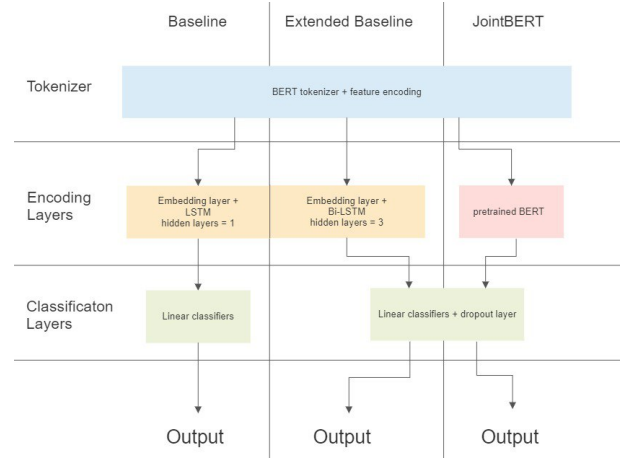 Baseline
Extended Baseline
JointBERT
Tokenizer
BERT tokenizer + feature encoding
Encoding
Layers
Embedding layer +
LSTM
hidden layers = 1
Embedding layer +
Bi-LSTM
hidden layers = 3
pretrained BERT
Classificaton
Layers
Linear classifiers
Linear classifiers + dropout layer
Output
Output
Output